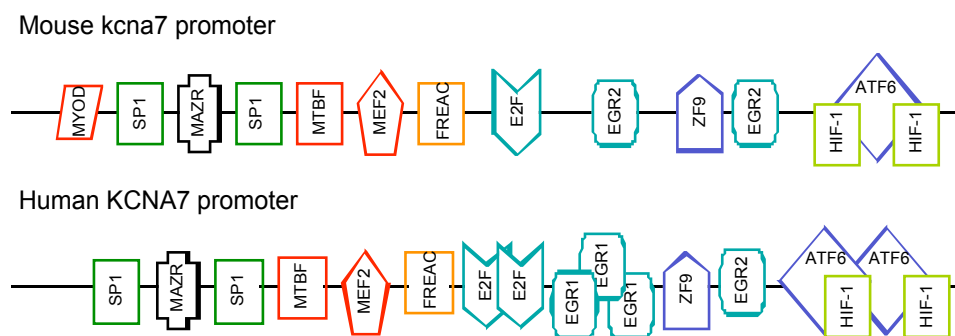 Mouse kcna7 promoter
MYOD SP1 MAZR SP1 MTBF MEF2 FREAC E2F EGR2 ZF9 EGR2 HIF-1 ATF6 HIF-1
Human KCNA7 promoter
SP1 MAZR SP1 MTBF MEF2 FREAC E2F E2F EGR1 EGR1 EGR1 ZF9 EGR2 ATF6 HIF-1 ATF6 HIF-1